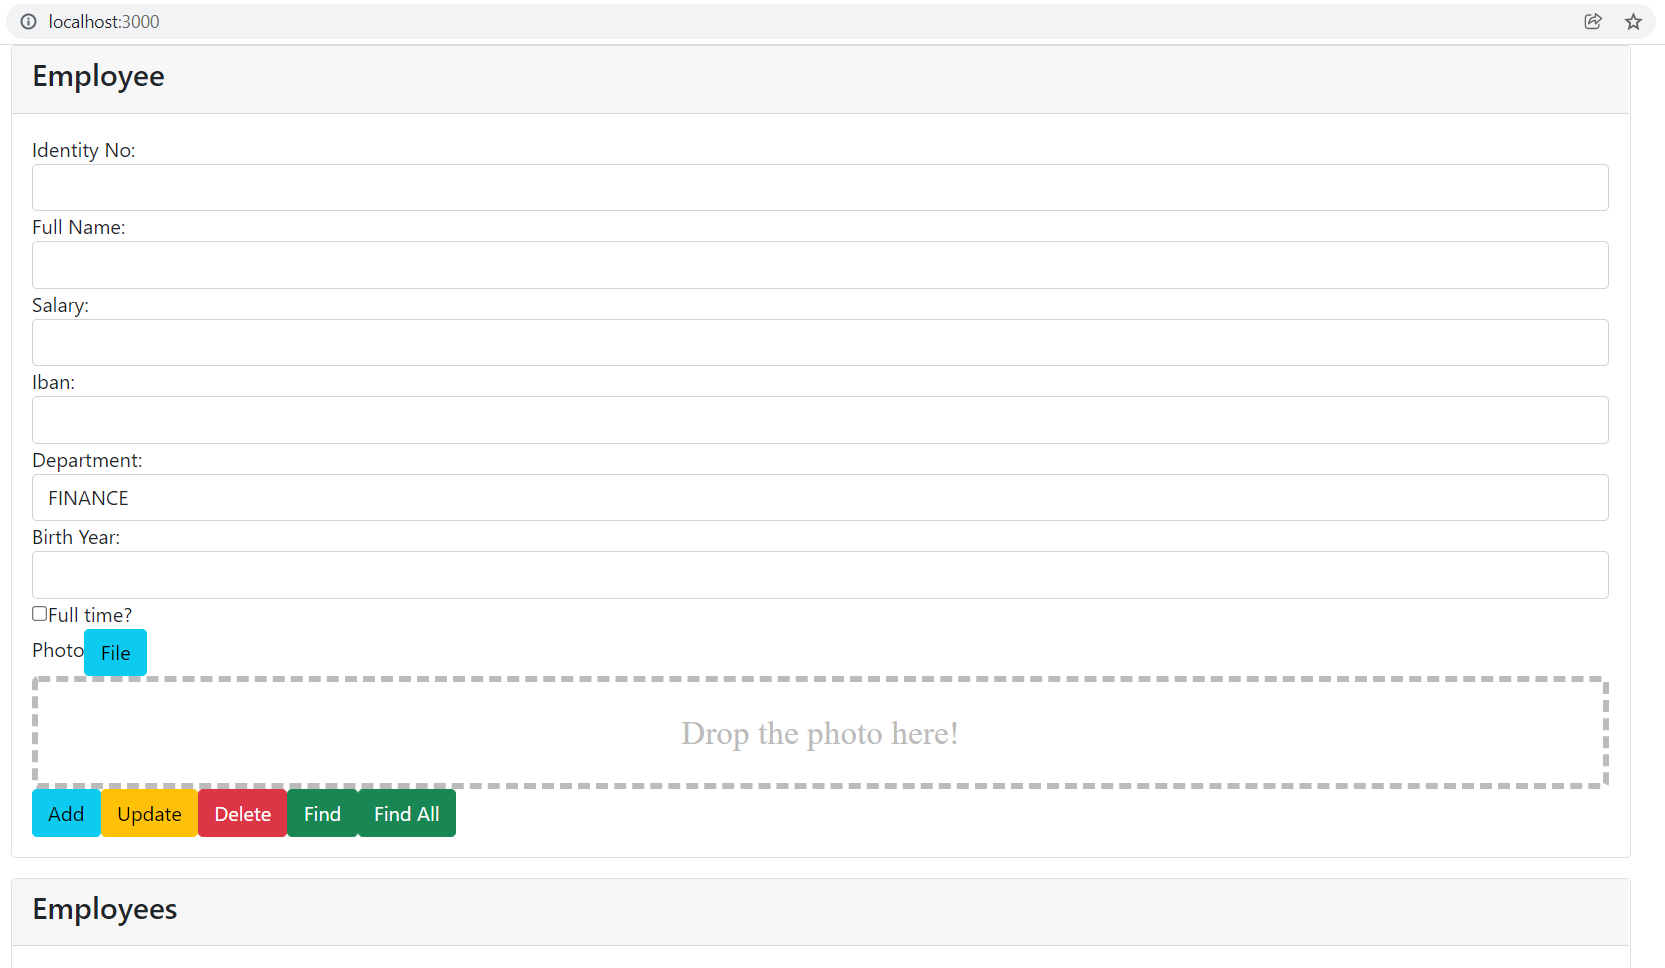 localhost:3000
Employee
Identity No:
Full Name:
Salary:
Iban:
Department:
FINANCE
Birth Year:
Full time?
Photo File
Drop the photo here!
Add Update Delete Find Find All
Employees